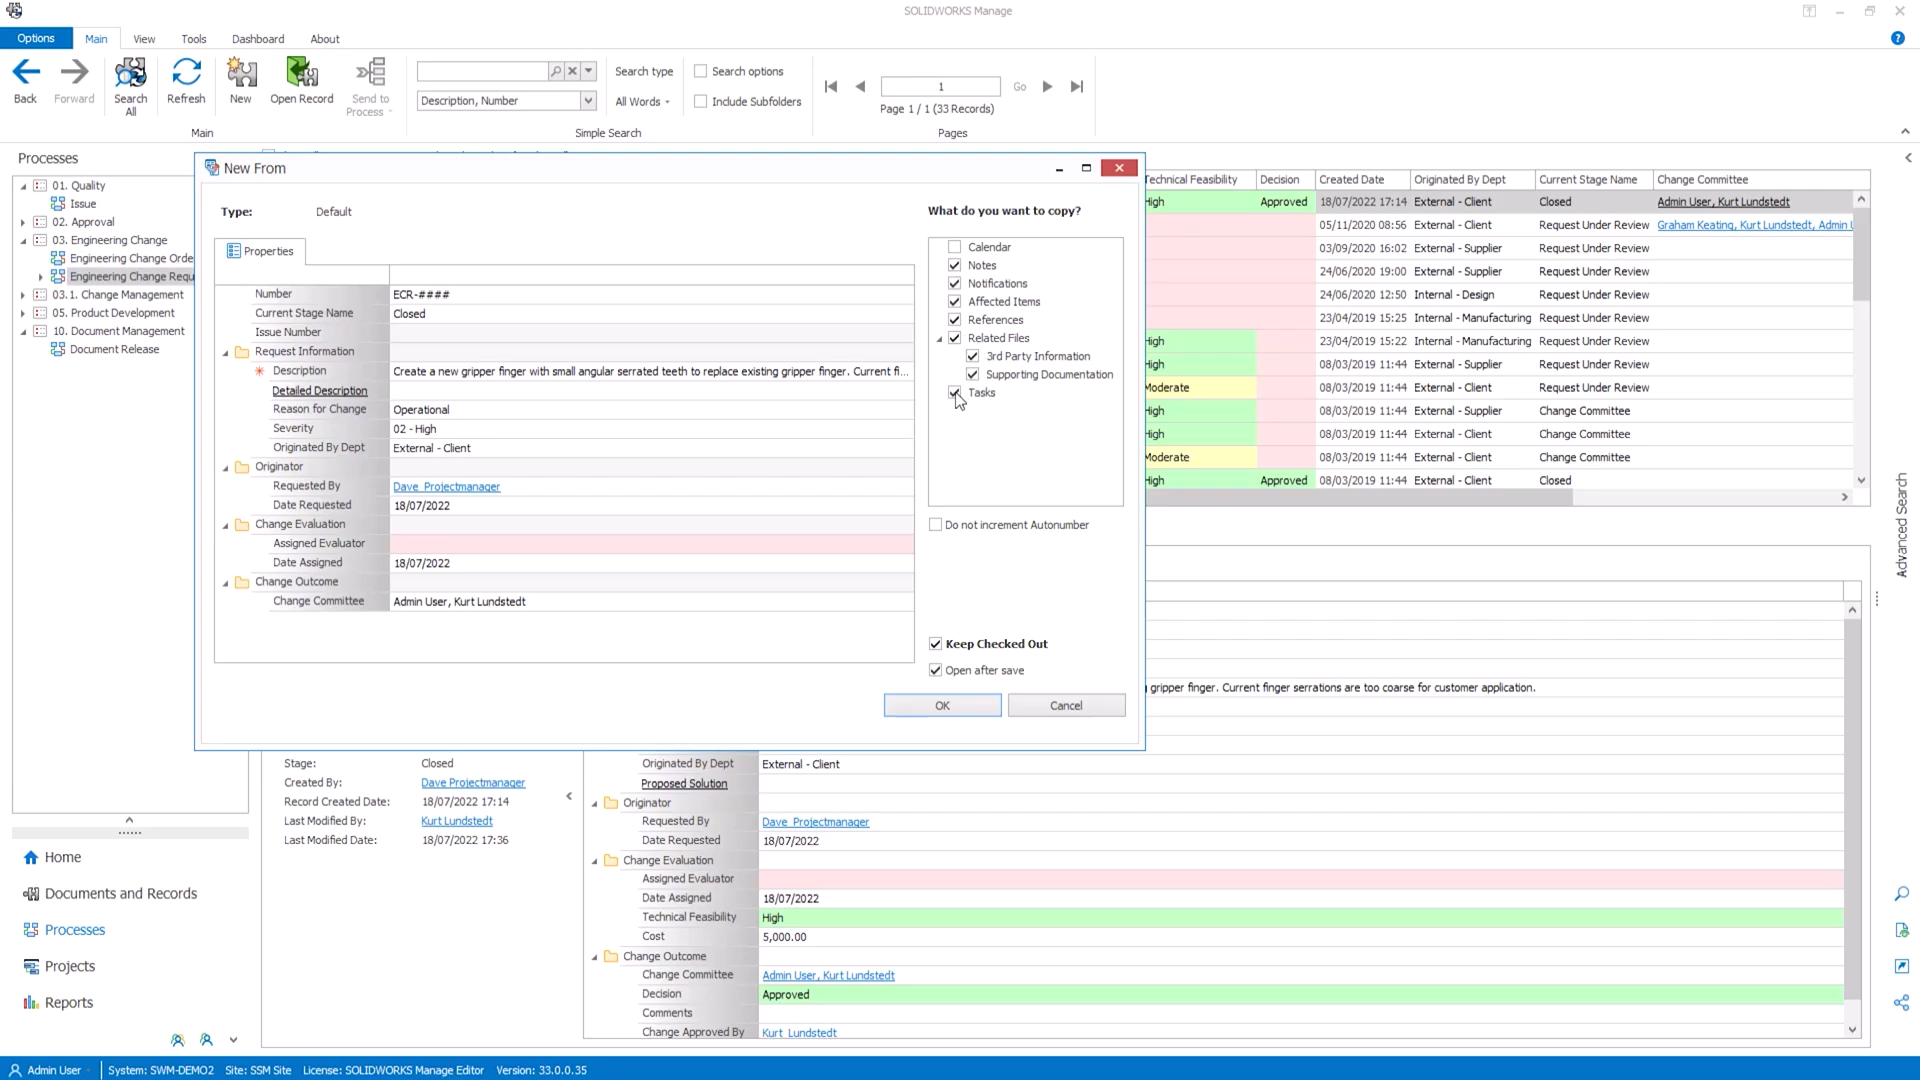 SOLIDWORKS Manage
Options Main View Tools Dashboard About
Back Forward Search All Refresh New Open Record Send to Process
Search type Search options
Description, Number All Words Include Subfolders
1 Go
Page 1 / 1 (33 Records)
Main Simple Search Pages
Processes
01. Quality
Issue
02. Approval
03. Engineering Change
Engineering Change Orde
Engineering Change Requ
03.1. Change Management
05. Product Development
10. Document Management
Document Release
Home
Documents and Records
Processes
Projects
Reports
New From
Type: Default
Properties
Number ECR-####
Current Stage Name Closed
Issue Number
Request Information
Description Create a new gripper finger with small angular serrated teeth to replace existing gripper finger. Current fi...
Detailed Description
Reason for Change Operational
Severity 02 - High
Originated By Dept External - Client
Originator
Requested By Dave Projectmanager
Date Requested 18/07/2022
Change Evaluation
Assigned Evaluator
Date Assigned 18/07/2022
Change Outcome
Change Committee Admin User, Kurt Lundstedt
What do you want to copy?
Calendar
Notes
Notifications
Affected Items
References
Related Files
3rd Party Information
Supporting Documentation
Tasks
Do not increment Autonumber
Keep Checked Out
Open after save
OK Cancel
Technical Feasibility Decision Created Date Originated By Dept Current Stage Name Change Committee
High Approved 18/07/2022 17:14 External - Client Closed Admin User, Kurt Lundstedt
05/11/2020 08:56 External - Client Request Under Review Graham Keating, Kurt Lundstedt, Admin U
03/09/2020 16:02 External - Supplier Request Under Review
24/06/2020 19:00 External - Supplier Request Under Review
24/06/2020 12:50 Internal - Design Request Under Review
23/04/2019 15:25 Internal - Manufacturing Request Under Review
High 23/04/2019 15:22 Internal - Manufacturing Request Under Review
High 08/03/2019 11:44 External - Supplier Request Under Review
Moderate 08/03/2019 11:44 External - Client Request Under Review
High 08/03/2019 11:44 External - Supplier Change Committee
High 08/03/2019 11:44 External - Client Change Committee
Moderate 08/03/2019 11:44 External - Client Change Committee
High Approved 08/03/2019 11:44 External - Client Closed
Advanced Search
gripper finger. Current finger serrations are too coarse for customer application.
Stage: Closed
Created By: Dave Projectmanager
Record Created Date: 18/07/2022 17:14
Last Modified By: Kurt Lundstedt
Last Modified Date: 18/07/2022 17:36
Originated By Dept External - Client
Proposed Solution
Originator
Requested By Dave Projectmanager
Date Requested 18/07/2022
Change Evaluation
Assigned Evaluator
Date Assigned 18/07/2022
Technical Feasibility High
Cost 5,000.00
Change Outcome
Change Committee Admin User, Kurt Lundstedt
Decision Approved
Comments
Change Approved By Kurt Lundstedt
Admin User System: SWM-DEMO2 Site: SSM Site License: SOLIDWORKS Manage Editor Version: 33.0.0.35